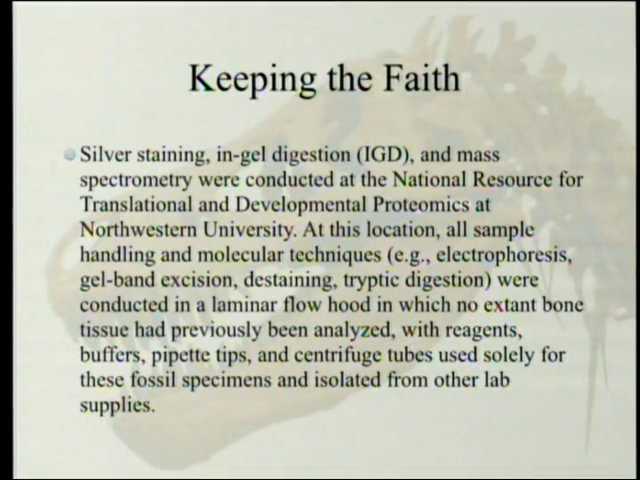 Keeping the Faith
Silver staining, in-gel digestion (IGD), and mass
spectrometry were conducted at the National Resource for
Translational and Developmental Proteomics at
Northwestern University. At this location, all sample
handling and molecular techniques (e.g., electrophoresis,
gel-band excision, destaining, tryptic digestion) were
conducted in a laminar flow hood in which no extant bone
tissue had previously been analyzed, with reagents,
buffers, pipette tips, and centrifuge tubes used solely for
these fossil specimens and isolated from other lab
supplies.